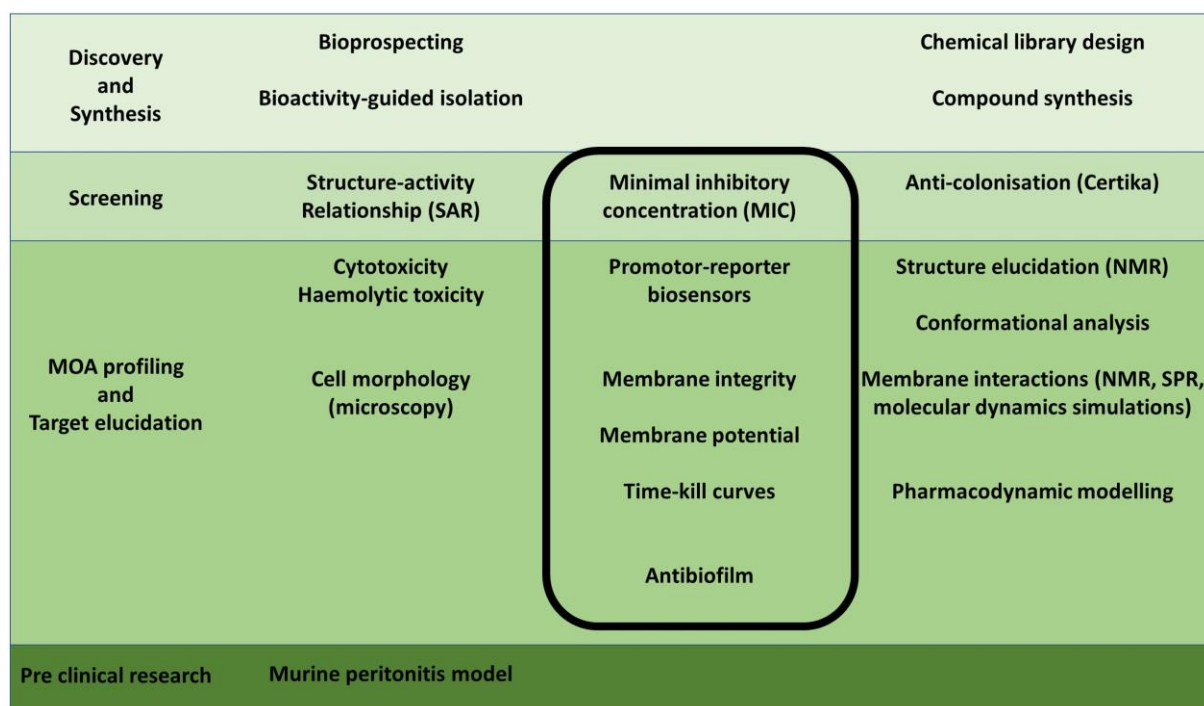 Discovery
and
Synthesis
Bioprospecting
Bioactivity-guided isolation
Chemical library design
Compound synthesis
Screening
Structure-activity
Relationship (SAR)
Minimal inhibitory
concentration (MIC)
Anti-colonisation (Certika)
MOA profiling
and
Target elucidation
Cytotoxicity
Haemolytic toxicity
Cell morphology
(microscopy)
Promotor-reporter
biosensors
Membrane integrity
Membrane potential
Time-kill curves
Antibiofilm
Structure elucidation (NMR)
Conformational analysis
Membrane interactions (NMR, SPR,
molecular dynamics simulations)
Pharmacodynamic modelling
Pre clinical research
Murine peritonitis model